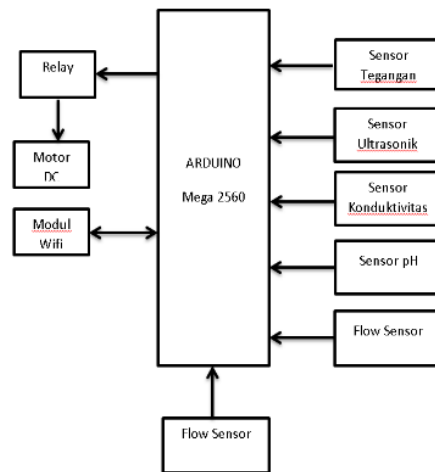 Relay
Motor
DC
Modul
Wifi
ARDUINO
Mega 2560
Sensor
Tegangan
Sensor
Ultrasonik
Sensor
Konduktivitas
Sensor pH
Flow Sensor
Flow Sensor